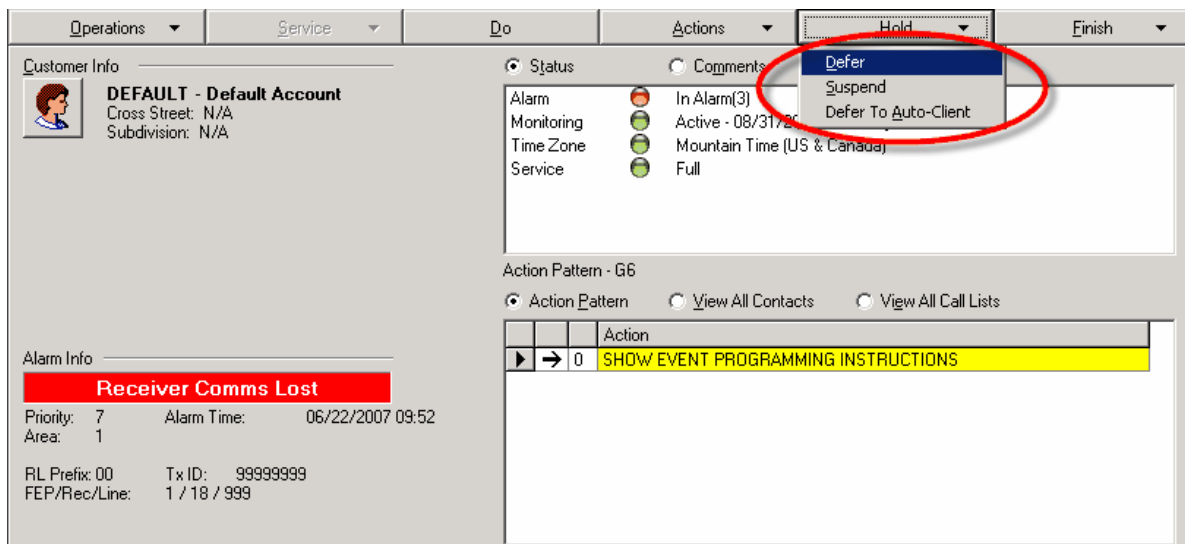 Operations Service Do Actions Hold Finish
Customer Info
DEFAULT - Default Account
Cross Street: N/A
Subdivision: N/A
Status Comments
Defer
Suspend
Defer To Auto-Client
Alarm In Alarm(3)
Monitoring Active - 08/31/20
Time Zone Mountain Time (US & Canada)
Service Full
Action Pattern - G6
Action Pattern View All Contacts View All Call Lists
Action
0 SHOW EVENT PROGRAMMING INSTRUCTIONS
Alarm Info
Receiver Comms Lost
Priority: 7 Alarm Time: 06/22/2007 09:52
Area: 1
RL Prefix: 00 Tx ID: 99999999
FEP/Rec/Line: 1 / 18 / 999